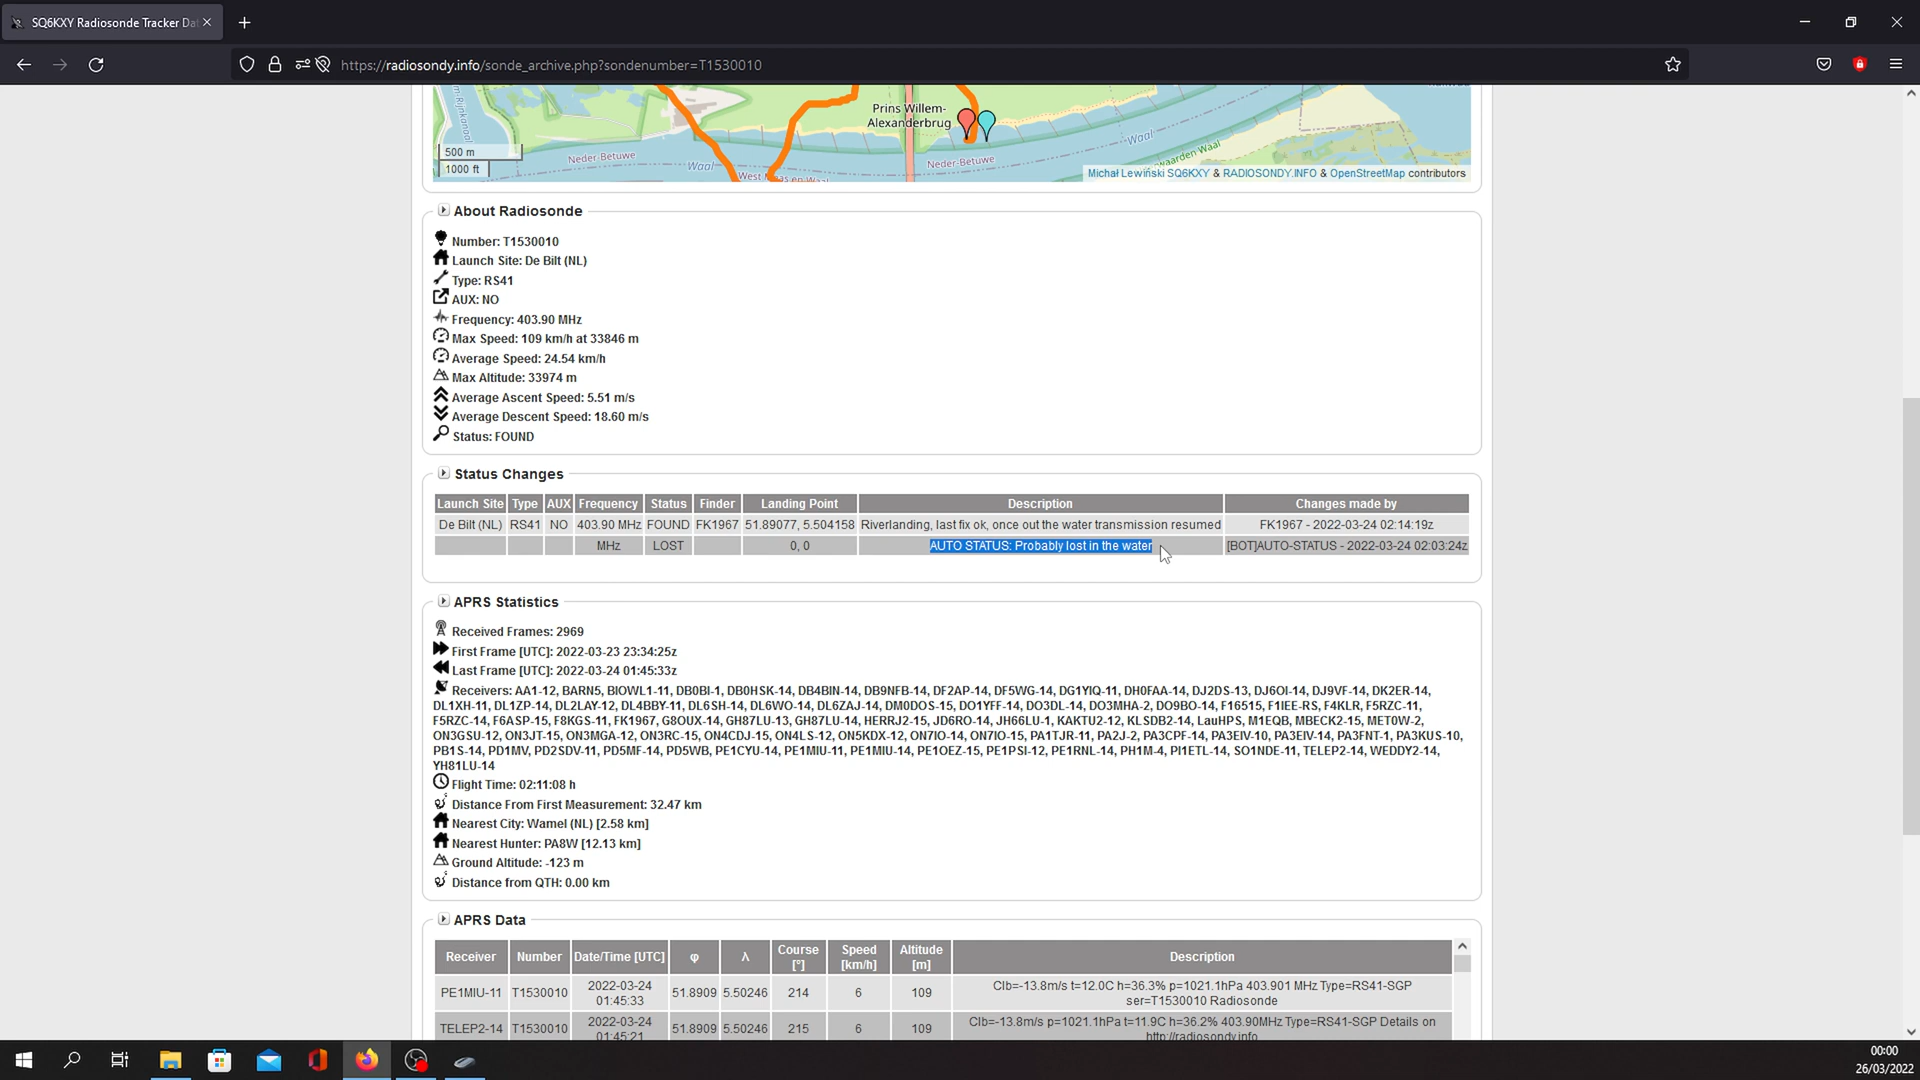 SQ6KXY Radiosonde Tracker Dat
https://radiosondy.info/sonde_archive.php?sondenumber=T1530010
Prins Willem-
Alexanderbrug
500 m
1000 ft
Neder-Betuwe
Waal
Neder-Betuwe
Waal
Michał Lewiński SQ6KXY & RADIOSONDY.INFO & OpenStreetMap contributors
About Radiosonde
Number: T1530010
Launch Site: De Bilt (NL)
Type: RS41
AUX: NO
Frequency: 403.90 MHz
Max Speed: 109 km/h at 33846 m
Average Speed: 24.54 km/h
Max Altitude: 33974 m
Average Ascent Speed: 5.51 m/s
Average Descent Speed: 18.60 m/s
Status: FOUND
Status Changes
Launch Site Type AUX Frequency Status Finder Landing Point Description Changes made by
De Bilt (NL) RS41 NO 403.90 MHz FOUND FK1967 51.89077, 5.504158 Riverlanding, last fix ok, once out the water transmission resumed FK1967 - 2022-03-24 02:14:19z
MHz LOST 0, 0 AUTO STATUS: Probably lost in the water [BOT]AUTO-STATUS - 2022-03-24 02:03:24z
APRS Statistics
Received Frames: 2969
First Frame [UTC]: 2022-03-23 23:34:25z
Last Frame [UTC]: 2022-03-24 01:45:33z
Receivers: AA1-12, BARN5, BIOWL1-11, DB0BI-1, DB0HSK-14, DB4BIN-14, DB9NFB-14, DF2AP-14, DF5WG-14, DG1YIQ-11, DH0FAA-14, DJ2DS-13, DJ6OI-14, DJ9VF-14, DK2ER-14,
DL1XH-11, DL1ZP-14, DL2LAY-12, DL4BBY-11, DL6SH-14, DL6WO-14, DL6ZAJ-14, DM0DOS-15, DO1YFF-14, DO3DL-14, DO3MHA-2, DO9BO-14, F16515, F1IEE-RS, F4KLR, F5RZC-11,
F5RZC-14, F6ASP-15, F8KGS-11, FK1967, G8OUX-14, GH87LU-13, GH87LU-14, HERRJ2-15, JD6RO-14, JH66LU-1, KAKTU2-12, KLSDB2-14, LauHPS, M1EQB, MBECK2-15, MET0W-2,
ON3GSU-12, ON3JT-15, ON3MGA-12, ON3RC-15, ON4CDJ-15, ON4LS-12, ON5KDX-12, ON7IO-14, ON7IO-15, PA1TJR-11, PA2J-2, PA3CPF-14, PA3EIV-10, PA3EIV-14, PA3FNT-1, PA3KUS-10,
PB1S-14, PD1MV, PD2SDV-11, PD5MF-14, PD5WB, PE1CYU-14, PE1MIU-11, PE1MIU-14, PE1OEZ-15, PE1PSI-12, PE1RNL-14, PH1M-4, PI1ETL-14, SO1NDE-11, TELEP2-14, WEDDY2-14,
YH81LU-14
Flight Time: 02:11:08 h
Distance From First Measurement: 32.47 km
Nearest City: Wamel (NL) [2.58 km]
Nearest Hunter: PA8W [12.13 km]
Ground Altitude: -123 m
Distance from QTH: 0.00 km
APRS Data
Receiver Number Date/Time [UTC] φ λ Course [°] Speed [km/h] Altitude [m] Description
PE1MIU-11 T1530010 2022-03-24 01:45:33 51.8909 5.50246 214 6 109 Clb=-13.8m/s t=12.0C h=36.3% p=1021.1hPa 403.901 MHz Type=RS41-SGP
ser=T1530010 Radiosonde
TELEP2-14 T1530010 2022-03-24 01:45:21 51.8909 5.50246 215 6 109 Clb=-13.8m/s p=1021.1hPa t=11.9C h=36.2% 403.90MHz Type=RS41-SGP Details on
http://radiosondy.info
00:00
26/03/2022